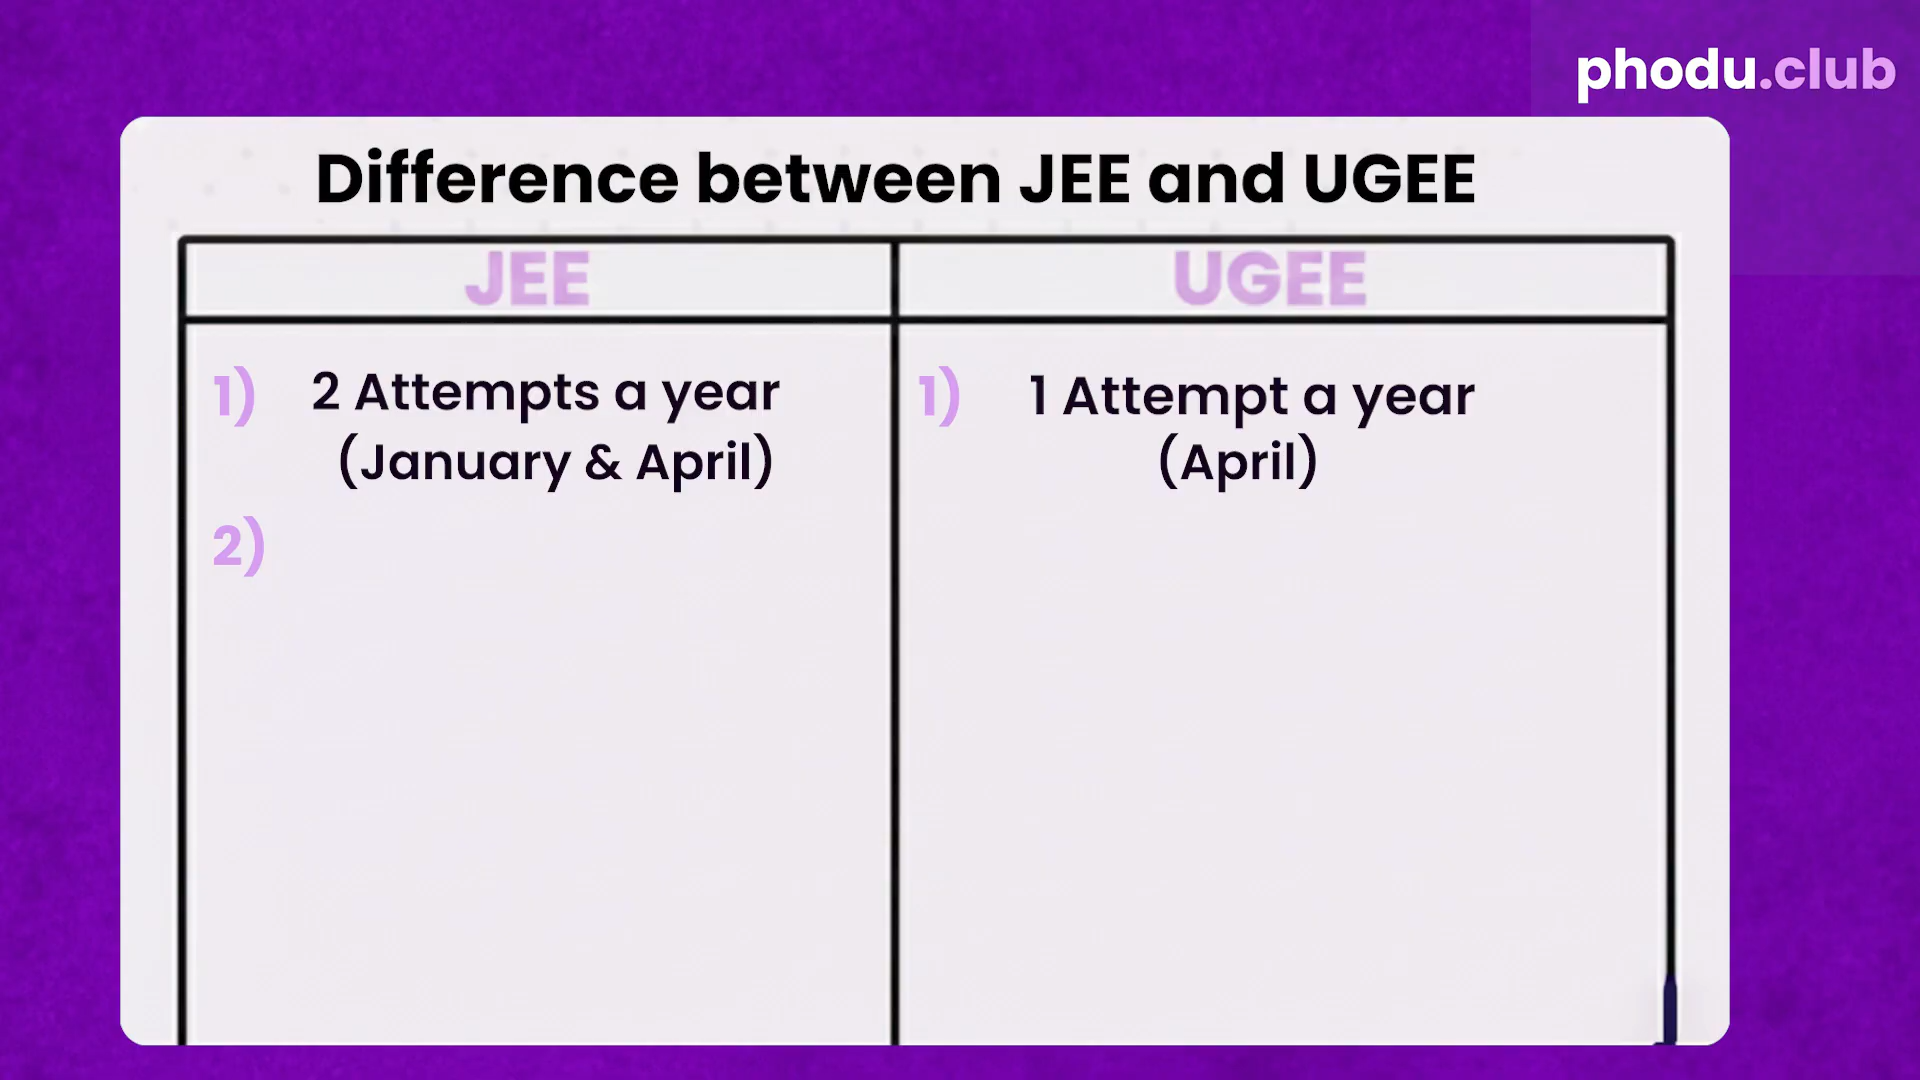 phodu.club
Difference between JEE and UGEE
JEE
UGEE
1) 2 Attempts a year
(January & April)
2)
1) 1 Attempt a year
(April)